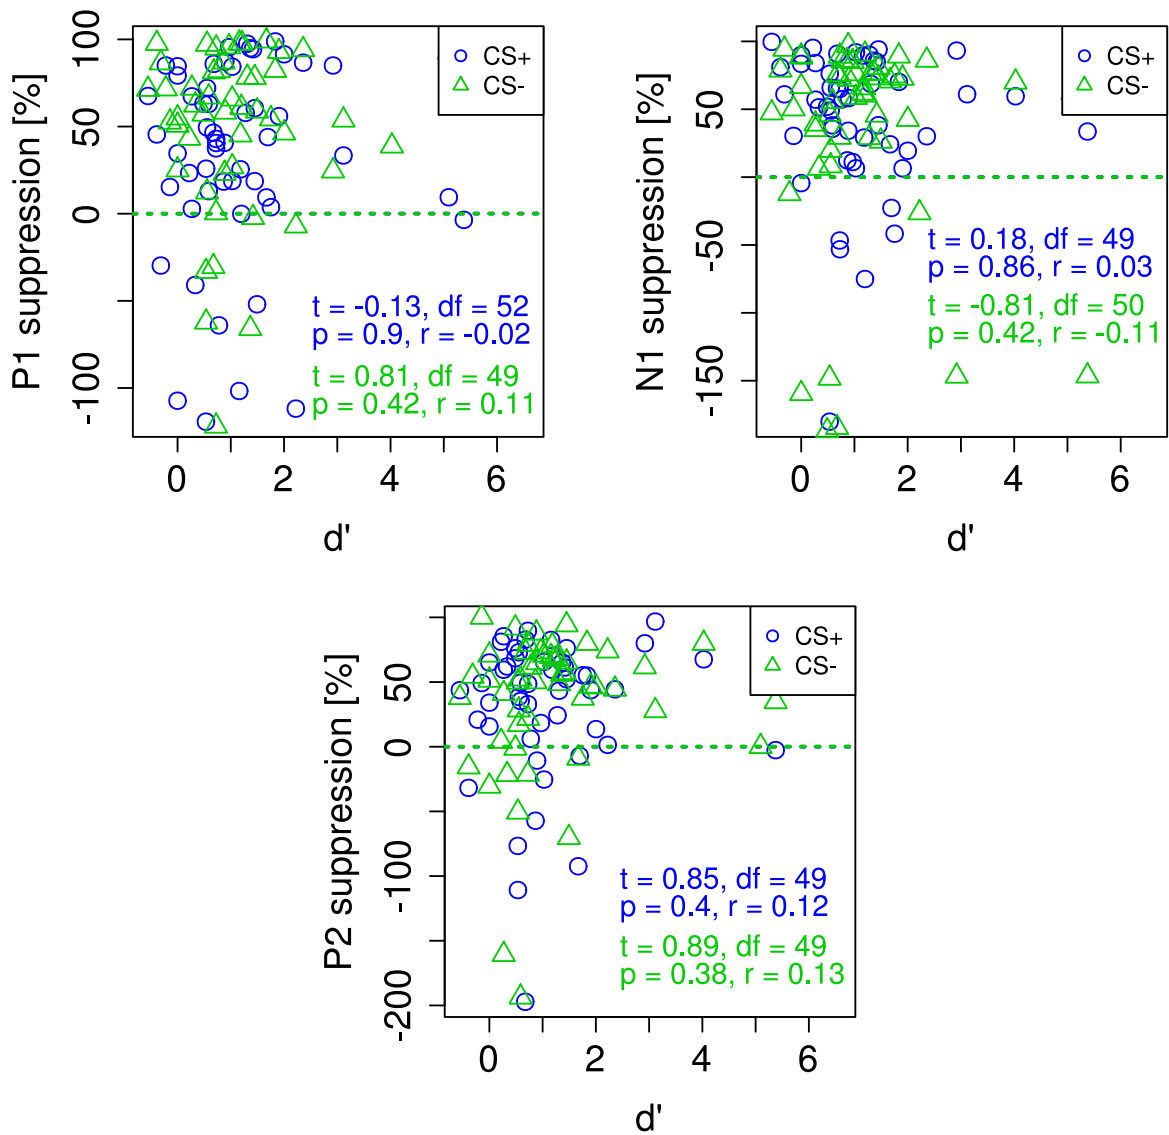 P1 suppression [%]
100
50
0
-100
CS+
CS-
t = -0.13, df = 52
p = 0.9, r = -0.02
t = 0.81, df = 49
p = 0.42, r = 0.11
0 2 4 6
d'
N1 suppression [%]
50
-50
-150
CS+
CS-
t = 0.18, df = 49
p = 0.86, r = 0.03
t = -0.81, df = 50
p = 0.42, r = -0.11
0 2 4 6
d'
P2 suppression [%]
50
0
-100
-200
CS+
CS-
t = 0.85, df = 49
p = 0.4, r = 0.12
t = 0.89, df = 49
p = 0.38, r = 0.13
0 2 4 6
d'